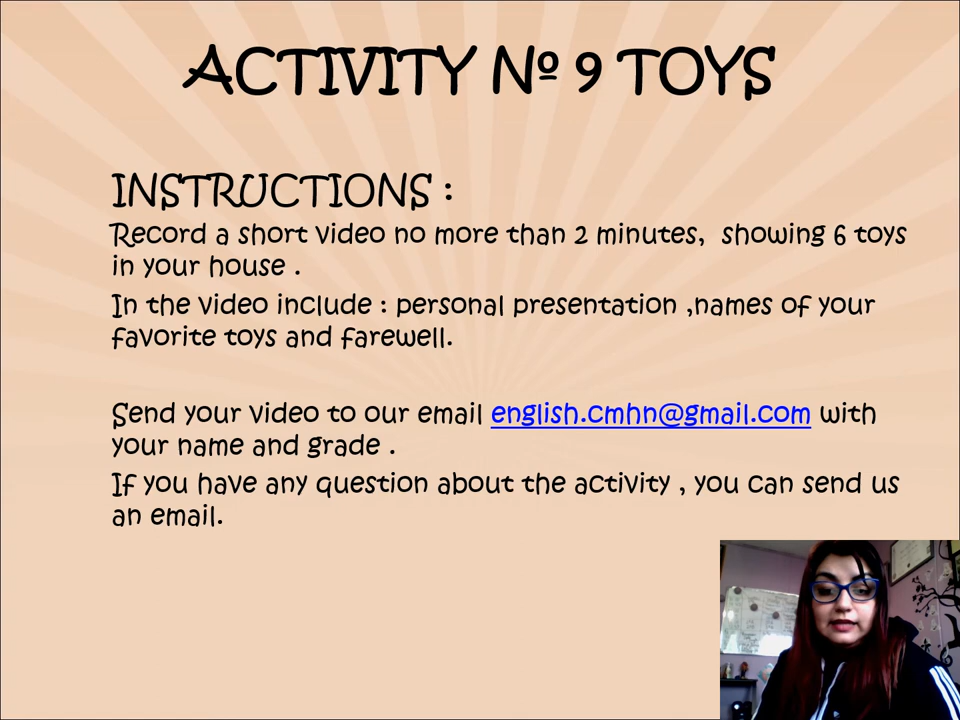 ACTIVITY Nº 9 TOYS
INSTRUCTIONS :
Record a short video no more than 2 minutes, showing 6 toys
in your house .
In the video include : personal presentation ,names of your
favorite toys and farewell.
Send your video to our email english.cmhn@gmail.com with
your name and grade .
If you have any question about the activity , you can send us
an email.